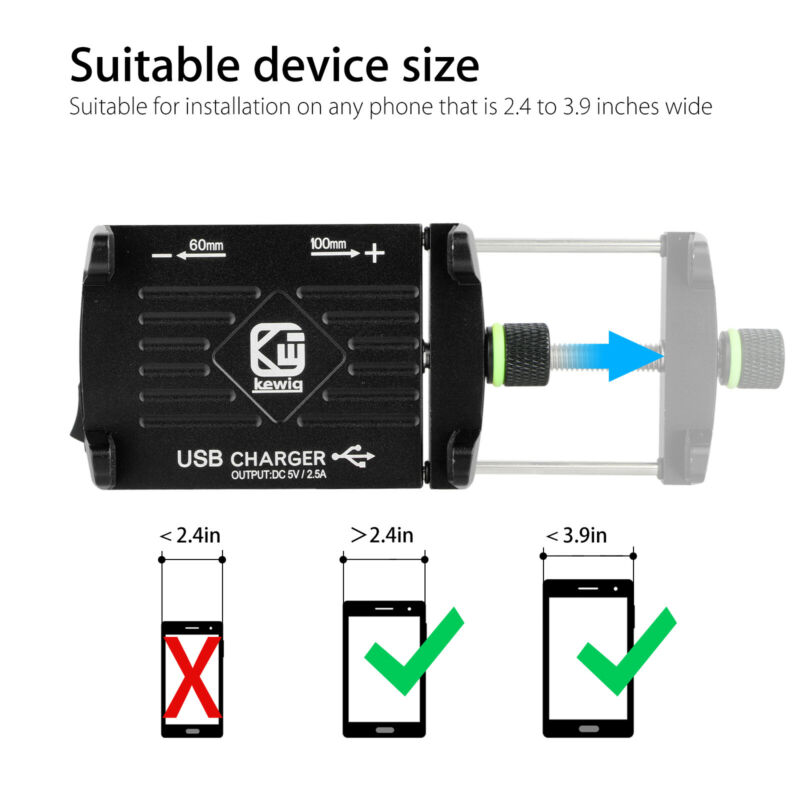 Suitable device size
Suitable for installation on any phone that is 2.4 to 3.9 inches wide
60mm
100mm
kewig
USB CHARGER
OUTPUT:DC 5V / 2.5A
<2.4in
>2.4in
<3.9in